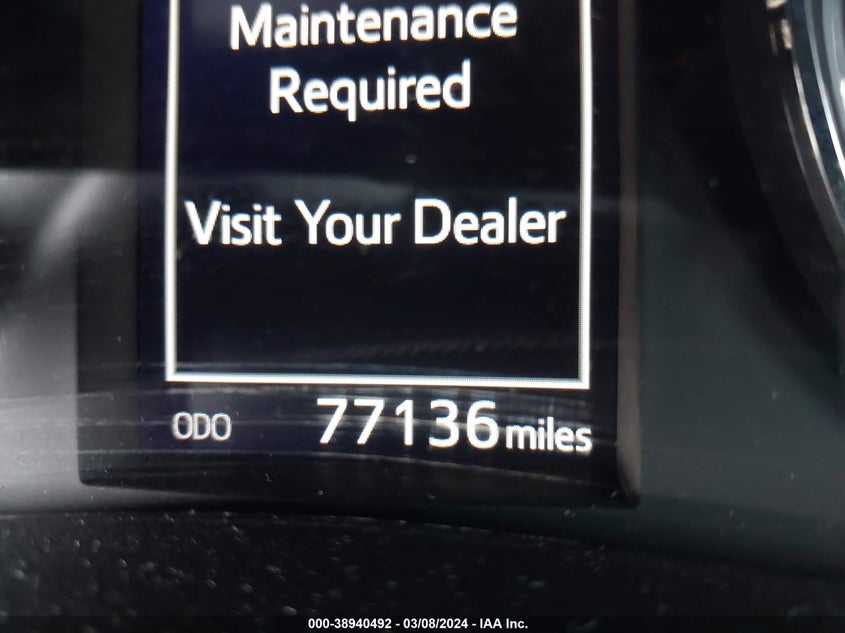 Maintenance
Required
Visit Your Dealer
ODO 77136 miles
000-38940492 - 03/08/2024 - IAA Inc.